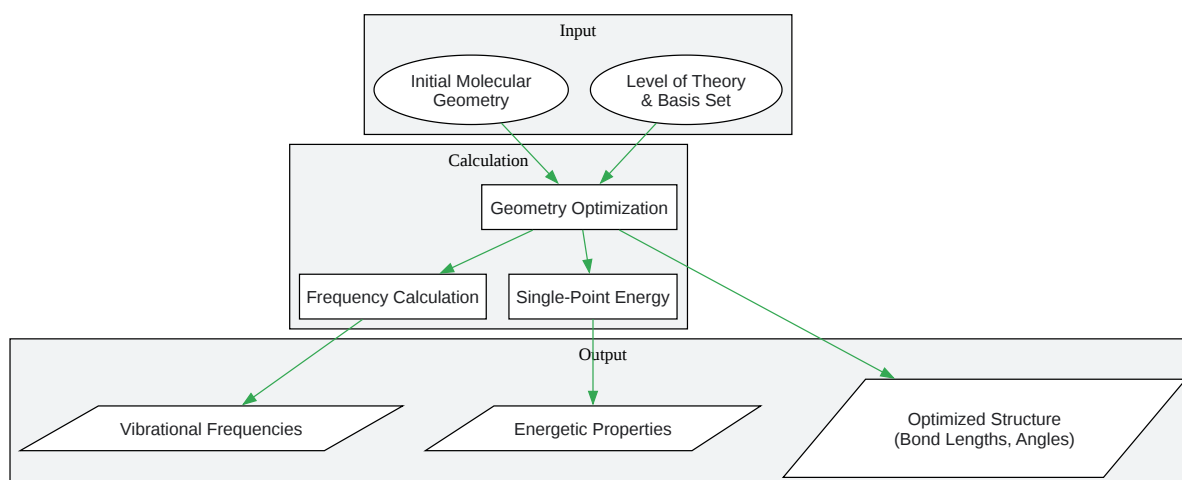 Input
Initial Molecular
Geometry
Level of Theory
& Basis Set
Calculation
Geometry Optimization
Frequency Calculation
Single-Point Energy
Output
Vibrational Frequencies
Energetic Properties
Optimized Structure
(Bond Lengths, Angles)